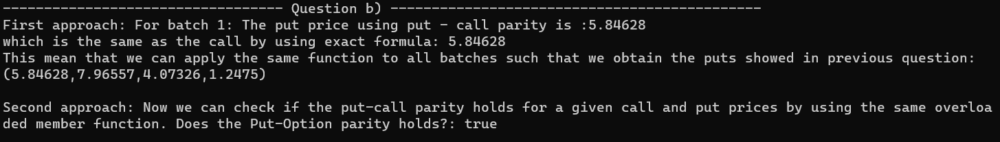 ---------------------------------- Question b) ---------------------------------------------
First approach: For batch 1: The put price using put - call parity is :5.84628
which is the same as the call by using exact formula: 5.84628
This mean that we can apply the same function to all batches such that we obtain the puts showed in previous question:
(5.84628,7.96557,4.07326,1.2475)
Second approach: Now we can check if the put-call parity holds for a given call and put prices by using the same overloa
ded member function. Does the Put-Option parity holds?: true